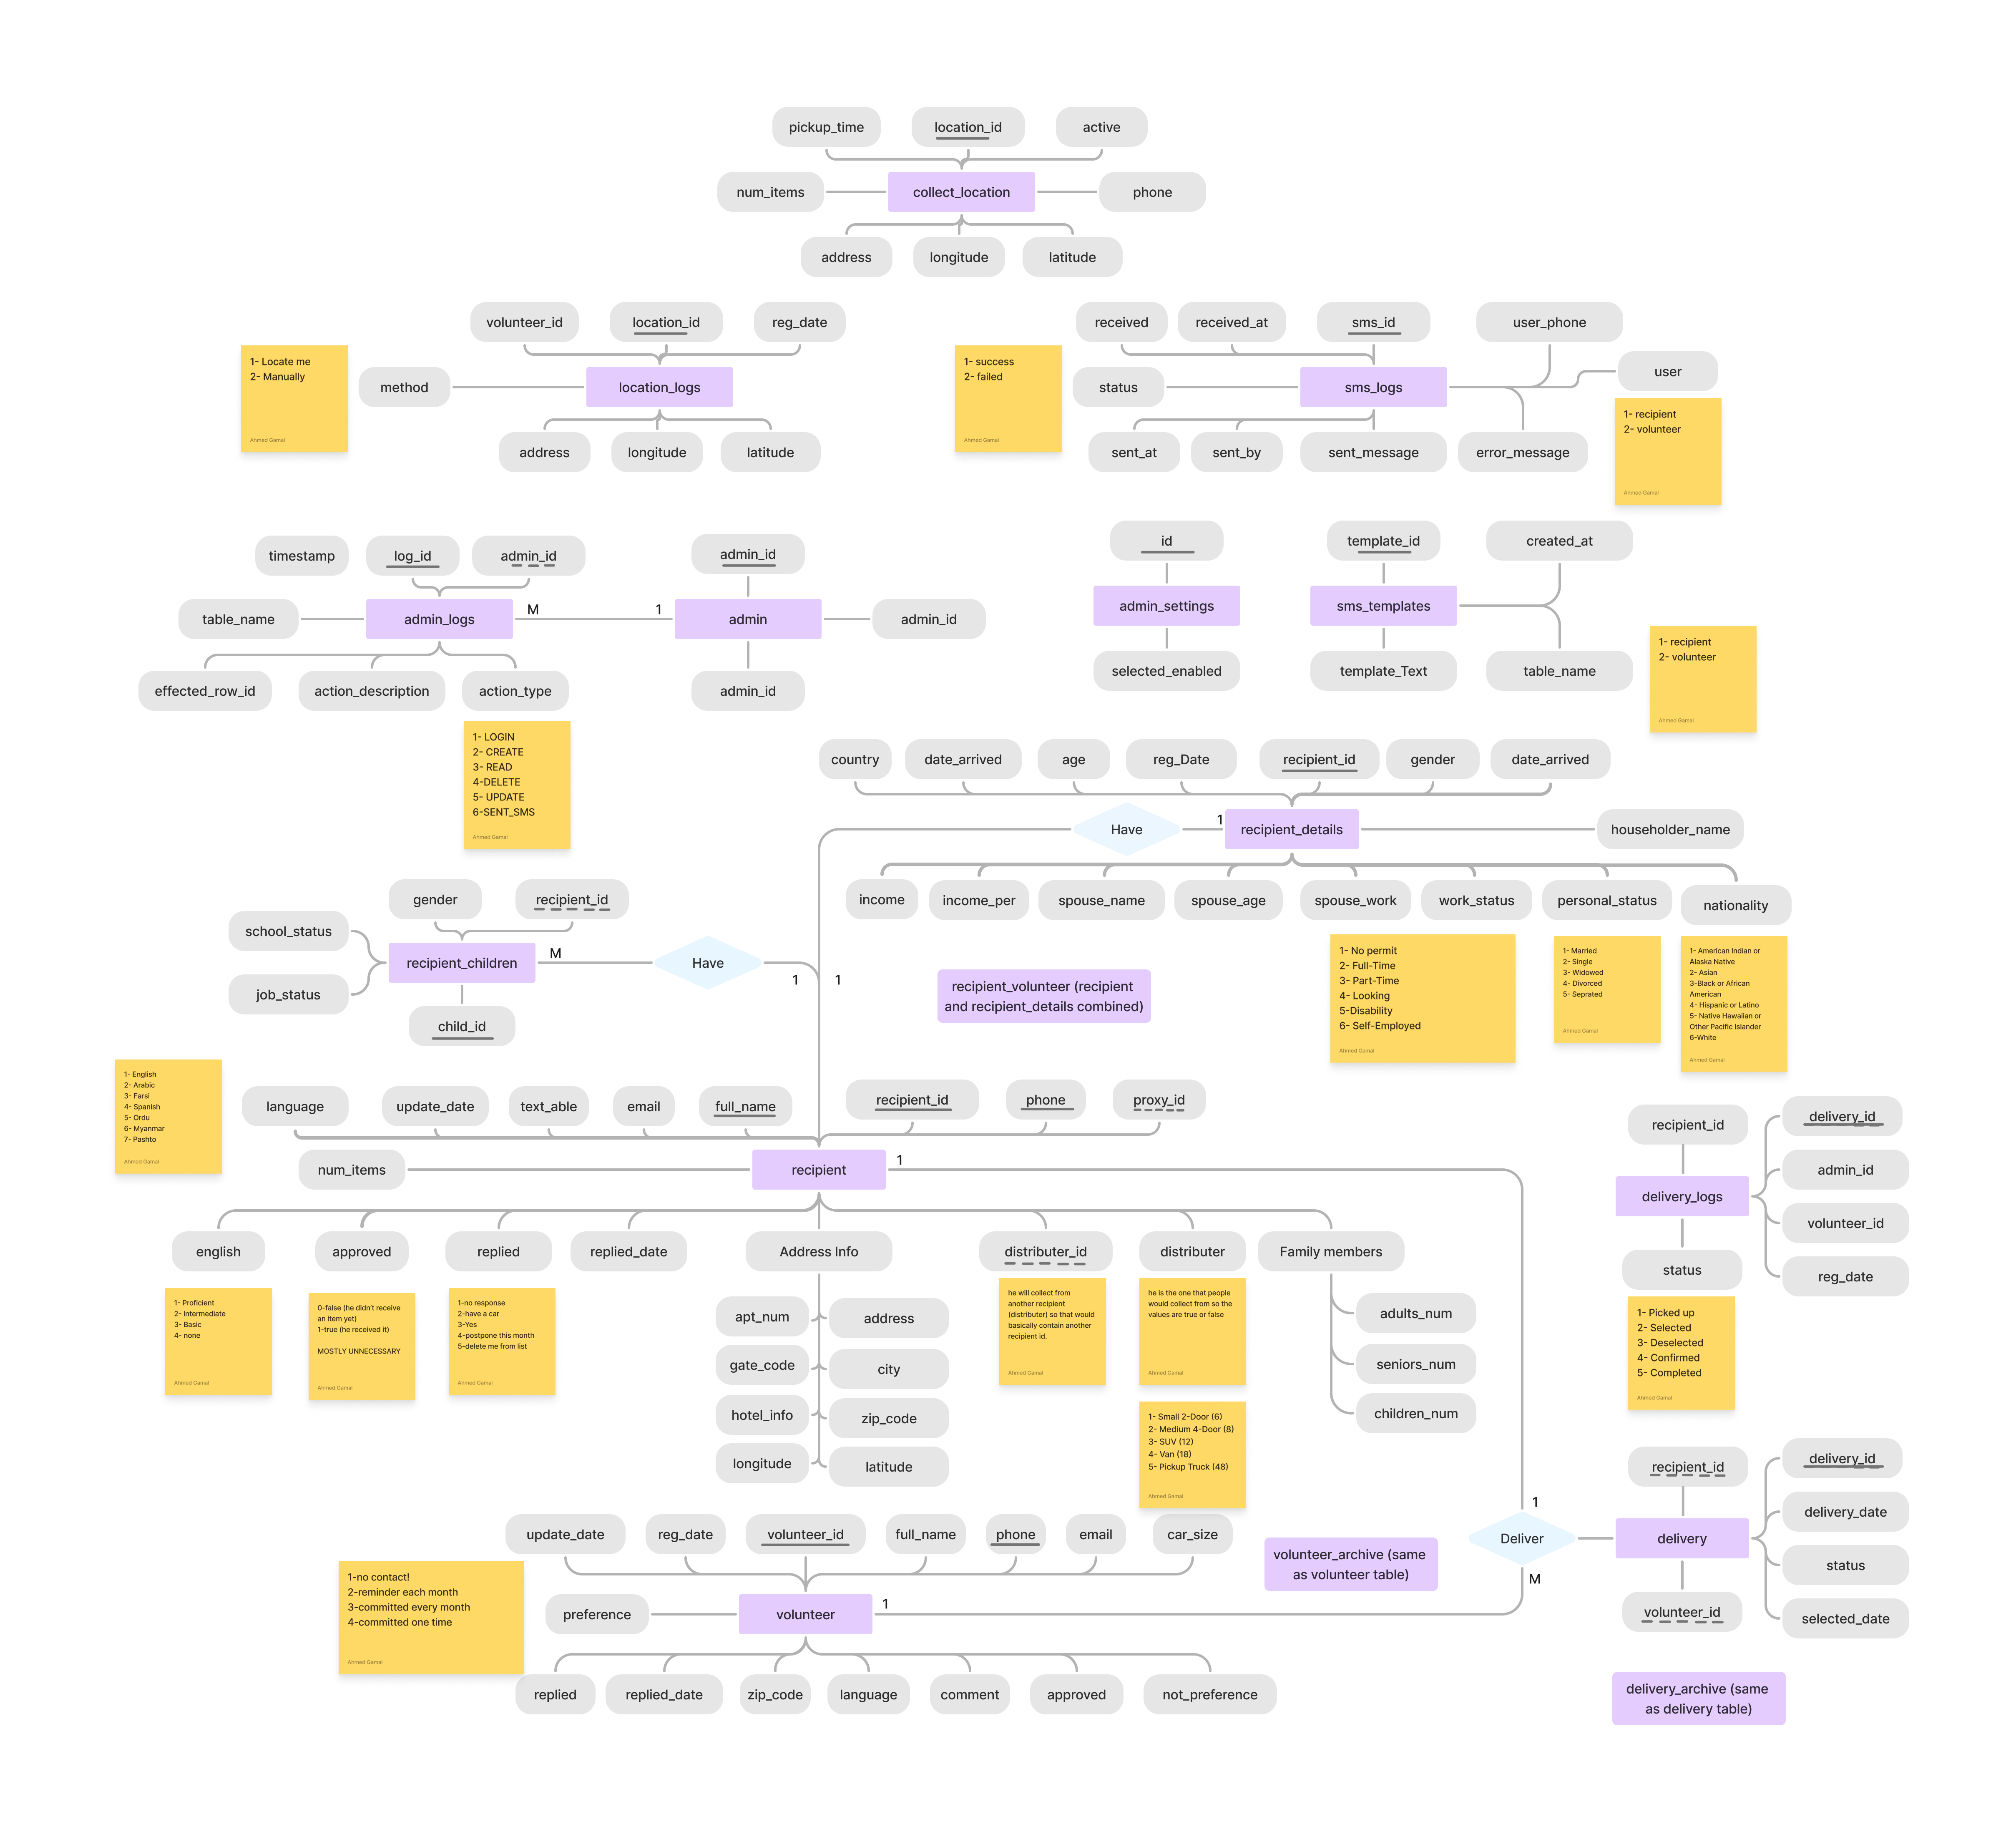 pickup_time
location_id
active
num_items
collect_location
phone
address
longitude
latitude
volunteer_id
location_id
reg_date
1- Locate me
2- Manually
Ahmed Gamal
method
location_logs
address
longitude
latitude
received
received_at
sms_id
user_phone
1- success
2- failed
Ahmed Gamal
status
sms_logs
user
1- recipient
2- volunteer
Ahmed Gamal
sent_at
sent_by
sent_message
error_message
timestamp
log_id
admin_id
admin_id
table_name
admin_logs
M
1
admin
admin_id
effected_row_id
action_description
action_type
admin_id
1- LOGIN
2- CREATE
3- READ
4-DELETE
5- UPDATE
6-SENT_SMS
Ahmed Gamal
id
template_id
created_at
admin_settings
sms_templates
selected_enabled
template_Text
table_name
1- recipient
2- volunteer
Ahmed Gamal
country
date_arrived
age
reg_Date
recipient_id
gender
date_arrived
Have
1
recipient_details
householder_name
income
income_per
spouse_name
spouse_age
spouse_work
work_status
personal_status
nationality
1- No permit
2- Full-Time
3- Part-Time
4- Looking
5-Disability
6- Self-Employed
Ahmed Gamal
1- Married
2- Single
3- Widowed
4- Divorced
5- Seprated
Ahmed Gamal
1- American Indian or
Alaska Native
2- Asian
3-Black or African
American
4- Hispanic or Latino
5- Native Hawaiian or
Other Pacific Islander
6-White
Ahmed Gamal
gender
recipient_id
school_status
recipient_children
M
Have
1
1
job_status
child_id
recipient_volunteer (recipient
and recipient_details combined)
1- English
2- Arabic
3- Farsi
4- Spanish
5- Ordu
6- Myanmar
7- Pashto
Ahmed Gamal
language
update_date
text_able
email
full_name
recipient_id
phone
proxy_id
num_items
recipient
1
english
approved
replied
replied_date
Address Info
distributer_id
distributer
Family members
1- Proficient
2- Intermediate
3- Basic
4- none
Ahmed Gamal
0-false (he didn't receive
an item yet)
1-true (he received it)
MOSTLY UNNECESSARY
Ahmed Gamal
1-no response
2-have a car
3-Yes
4-postpone this month
5-delete me from list
Ahmed Gamal
apt_num
address
gate_code
city
hotel_info
zip_code
longitude
latitude
he will collect from
another recipient
(distributer) so that would
basically contain another
recipient id.
Ahmed Gamal
he is the one that people
would collect from so the
values are true or false
Ahmed Gamal
1- Small 2-Door (6)
2- Medium 4-Door (8)
3- SUV (12)
4- Van (18)
5- Pickup Truck (48)
Ahmed Gamal
adults_num
seniors_num
children_num
recipient_id
delivery_id
admin_id
delivery_logs
volunteer_id
status
reg_date
1- Picked up
2- Selected
3- Deselected
4- Confirmed
5- Completed
Ahmed Gamal
recipient_id
delivery_id
delivery_date
1
Deliver
M
delivery
status
volunteer_id
selected_date
update_date
reg_date
volunteer_id
full_name
phone
email
car_size
volunteer_archive (same
as volunteer table)
1-no contact!
2-reminder each month
3-committed every month
4-committed one time
Ahmed Gamal
preference
volunteer
1
replied
replied_date
zip_code
language
comment
approved
not_preference
delivery_archive (same
as delivery table)